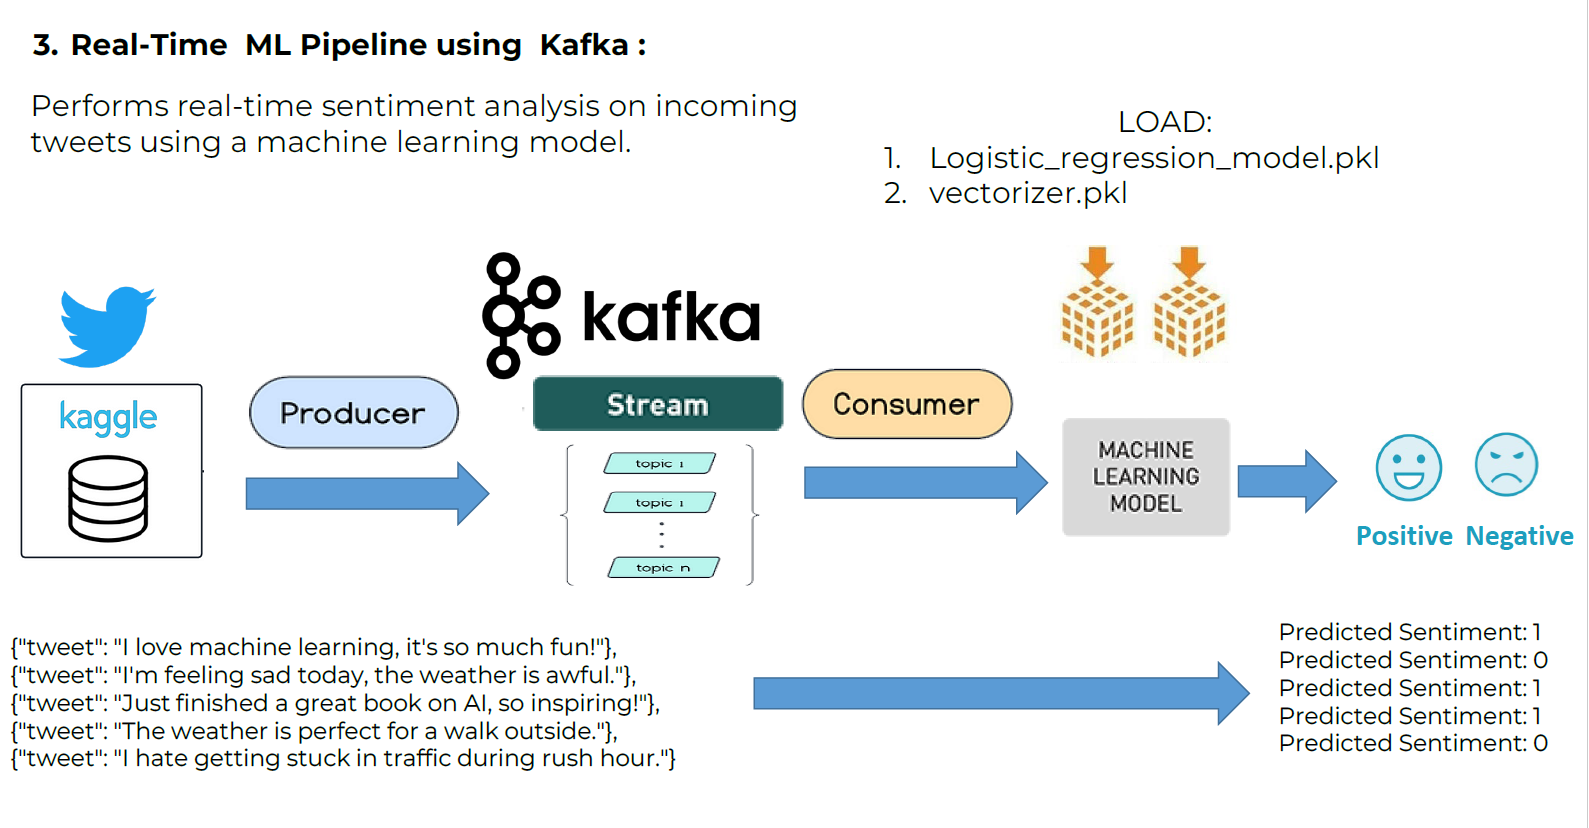 3. Real-Time ML Pipeline using Kafka :
Performs real-time sentiment analysis on incoming
tweets using a machine learning model.
LOAD:
1. Logistic_regression_model.pkl
2. vectorizer.pkl
kafka
kaggle
Producer
Stream
Consumer
topic 1
topic 1
topic n
MACHINE
LEARNING
MODEL
Positive Negative
{"tweet": "I love machine learning, it's so much fun!"},
{"tweet": "I'm feeling sad today, the weather is awful."},
{"tweet": "Just finished a great book on AI, so inspiring!"},
{"tweet": "The weather is perfect for a walk outside."},
{"tweet": "I hate getting stuck in traffic during rush hour."}
Predicted Sentiment: 1
Predicted Sentiment: 0
Predicted Sentiment: 1
Predicted Sentiment: 1
Predicted Sentiment: 0